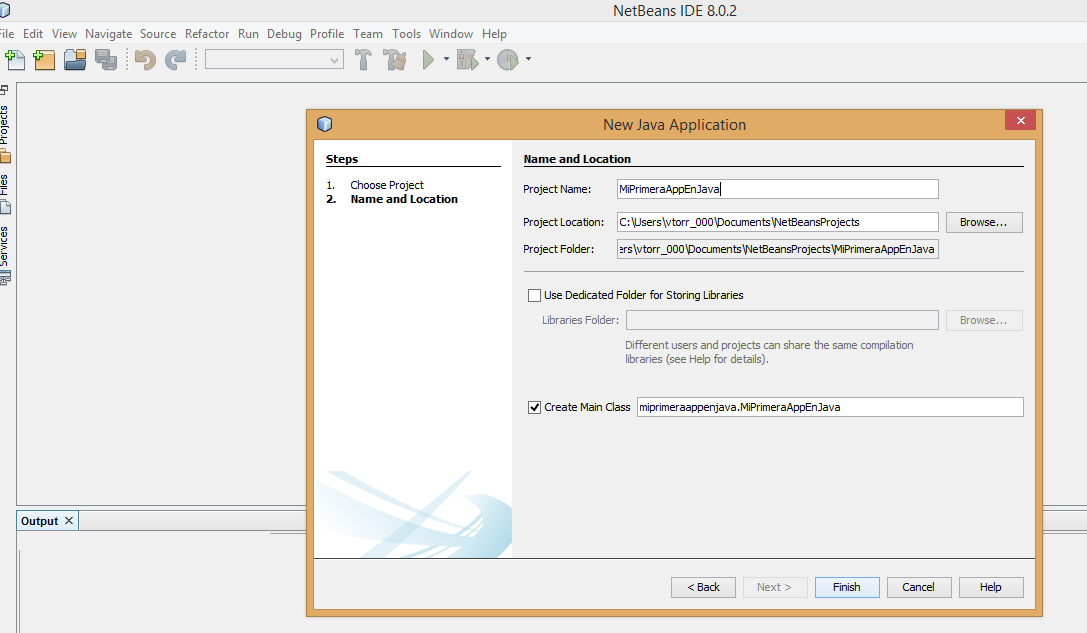 NetBeans IDE 8.0.2
File Edit View Navigate Source Refactor Run Debug Profile Team Tools Window Help
Projects
Files
Services
New Java Application
Steps
1. Choose Project
2. Name and Location
Name and Location
Project Name: MiPrimeraAppEnJava
Project Location: C:\Users\vtorr_000\Documents\NetBeansProjects Browse...
Project Folder: ers\vtorr_000\Documents\NetBeansProjects\MiPrimeraAppEnJava
Use Dedicated Folder for Storing Libraries
Libraries Folder: Browse...
Different users and projects can share the same compilation
libraries (see Help for details).
Create Main Class miprimeraappenjava.MiPrimeraAppEnJava
Output
< Back Next > Finish Cancel Help